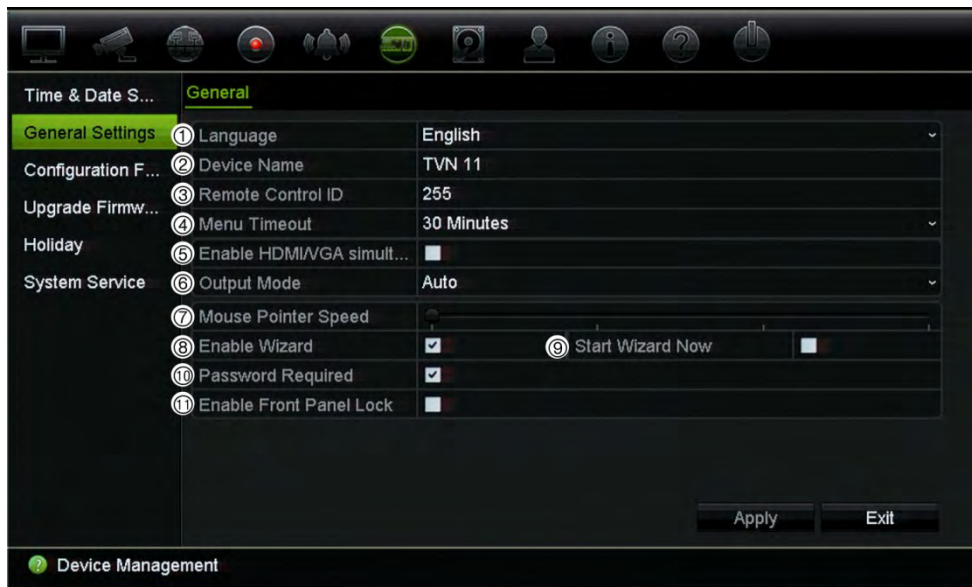 Time & Date S...
General Settings
Configuration F...
Upgrade Firmw...
Holiday
System Service
General
① Language English
② Device Name TVN 11
③ Remote Control ID 255
④ Menu Timeout 30 Minutes
⑤ Enable HDMI/VGA simult...
⑥ Output Mode Auto
⑦ Mouse Pointer Speed
⑧ Enable Wizard ⑨ Start Wizard Now
⑩ Password Required
⑪ Enable Front Panel Lock
Apply Exit
? Device Management